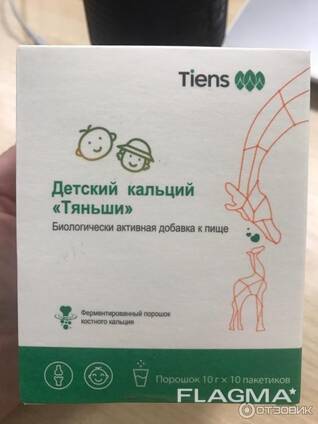 Tiens
Детский кальций
«Тяньши»
Биологически активная добавка к пище
Ферментированный порошок
костного кальция
Порошок 10 г × 10 пакетиков
FLAGMA
отзовик